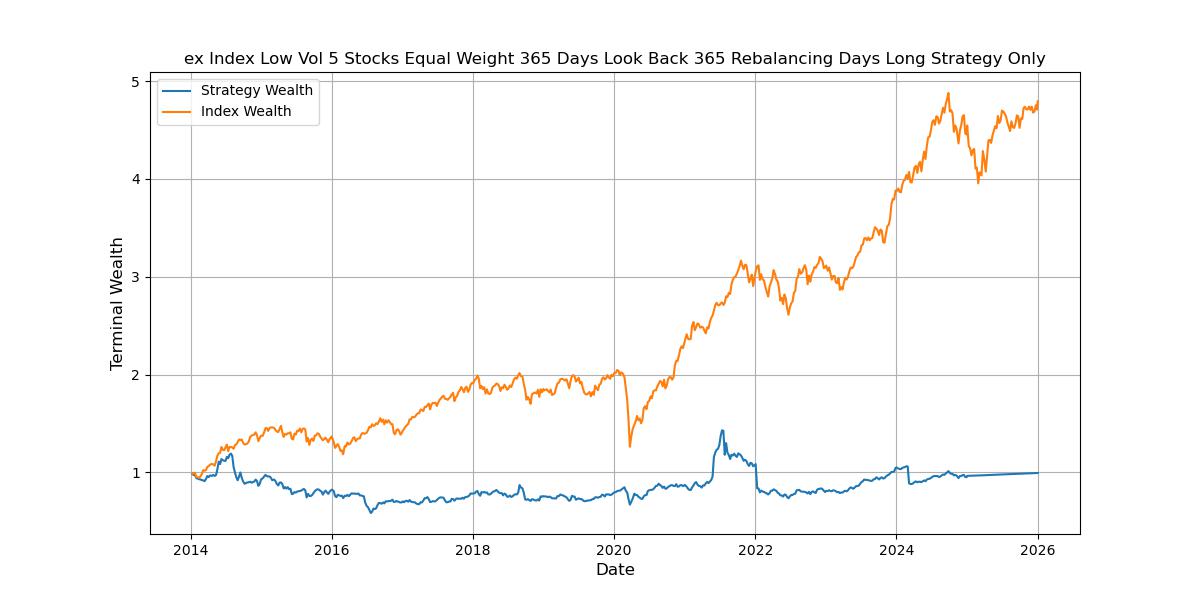 ex Index Low Vol 5 Stocks Equal Weight 365 Days Look Back 365 Rebalancing Days Long Strategy Only
Strategy Wealth
Index Wealth
Terminal Wealth
5
4
3
2
1
2014 2016 2018 2020 2022 2024 2026
Date